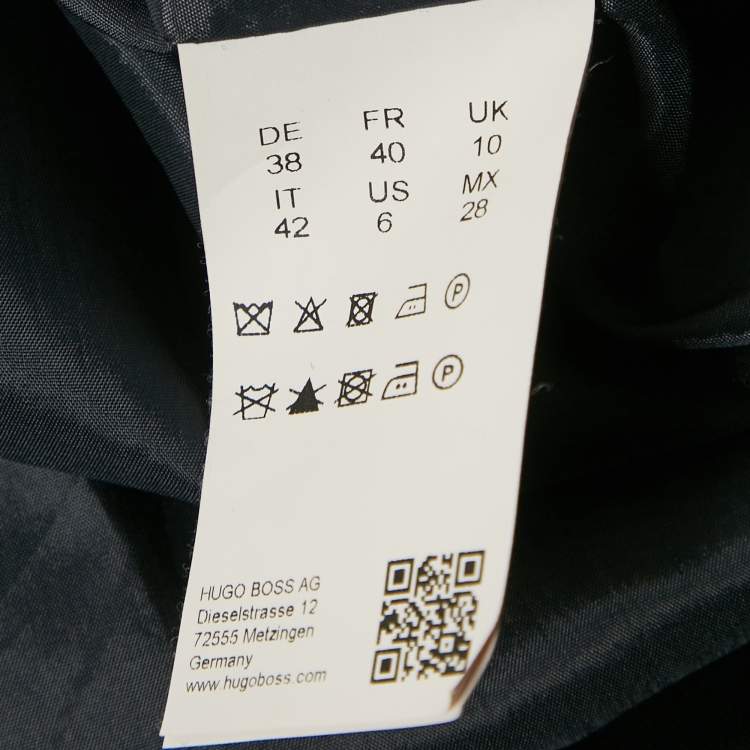 DE FR UK
38 40 10
IT US MX
42 6 28
P
P
HUGO BOSS AG
Dieselstrasse 12
72555 Metzingen
Germany
www.hugoboss.com